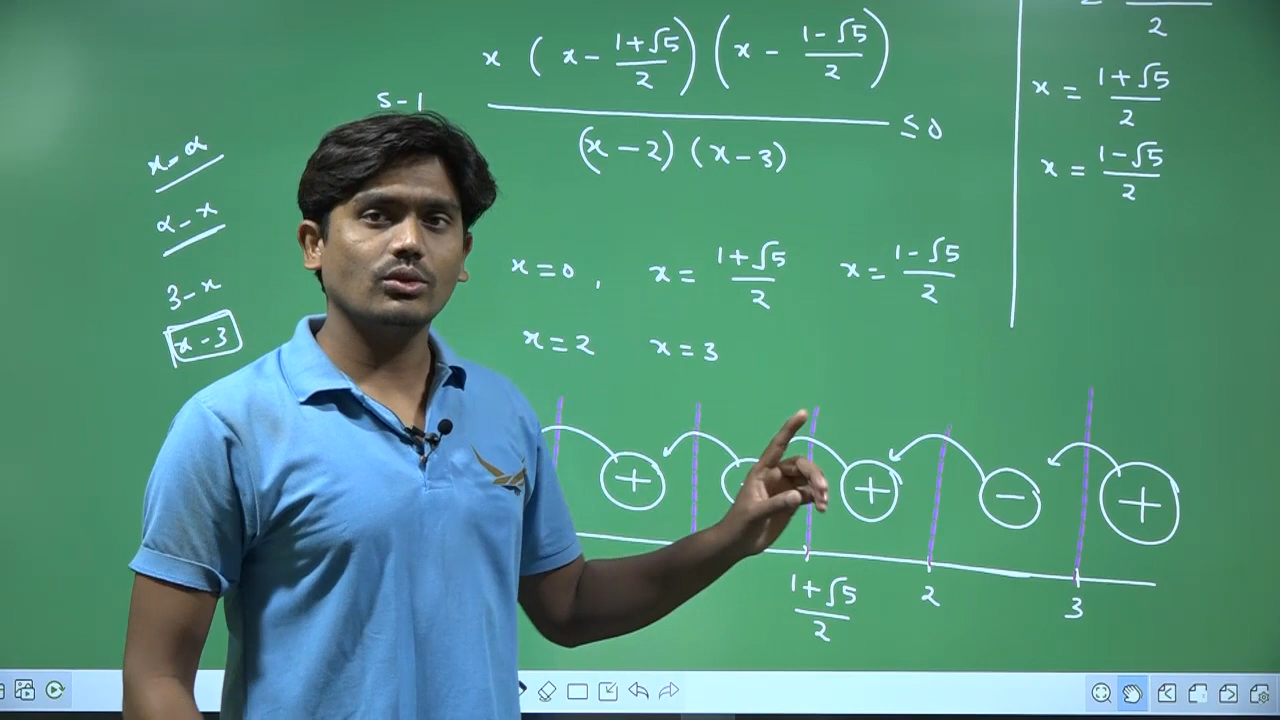 x ( x - (1+√5)/2 ) ( x - (1-√5)/2 )
(x-2) (x-3)
≤ 0
5-1
x=α
α-x
3-x
x-3
2
x = (1+√5)/2
x = (1-√5)/2
x=0 , x= (1+√5)/2 x= (1-√5)/2
x=2 x=3
+ + - +
(1+√5)/2 2 3